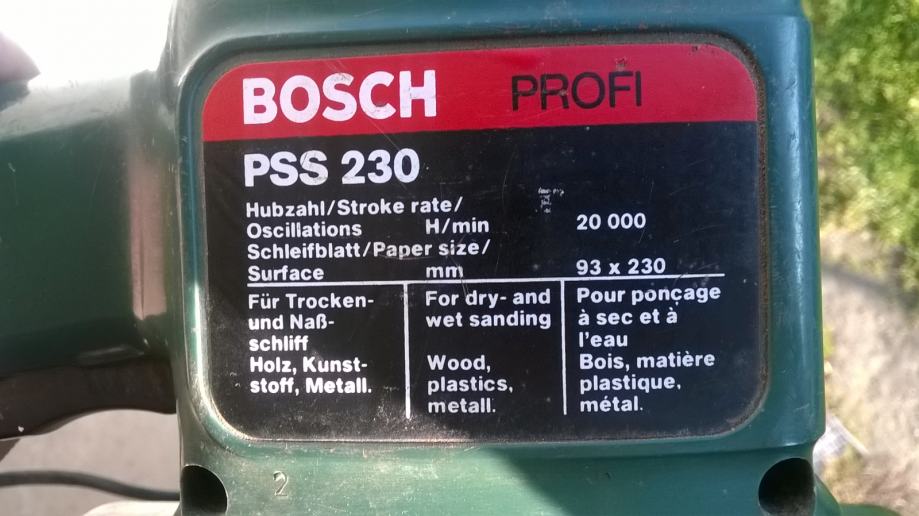 BOSCH PROFI
PSS 230
Hubzahl/Stroke rate/
Oscillations H/min 20 000
Schleifblatt/Paper size/
Surface mm 93 x 230
Für Trocken-
und Naß-
schliff
Holz, Kunst-
stoff, Metall.
For dry- and
wet sanding
Wood,
plastics,
metall.
Pour ponçage
à sec et à
l'eau
Bois, matière
plastique,
métal.
2